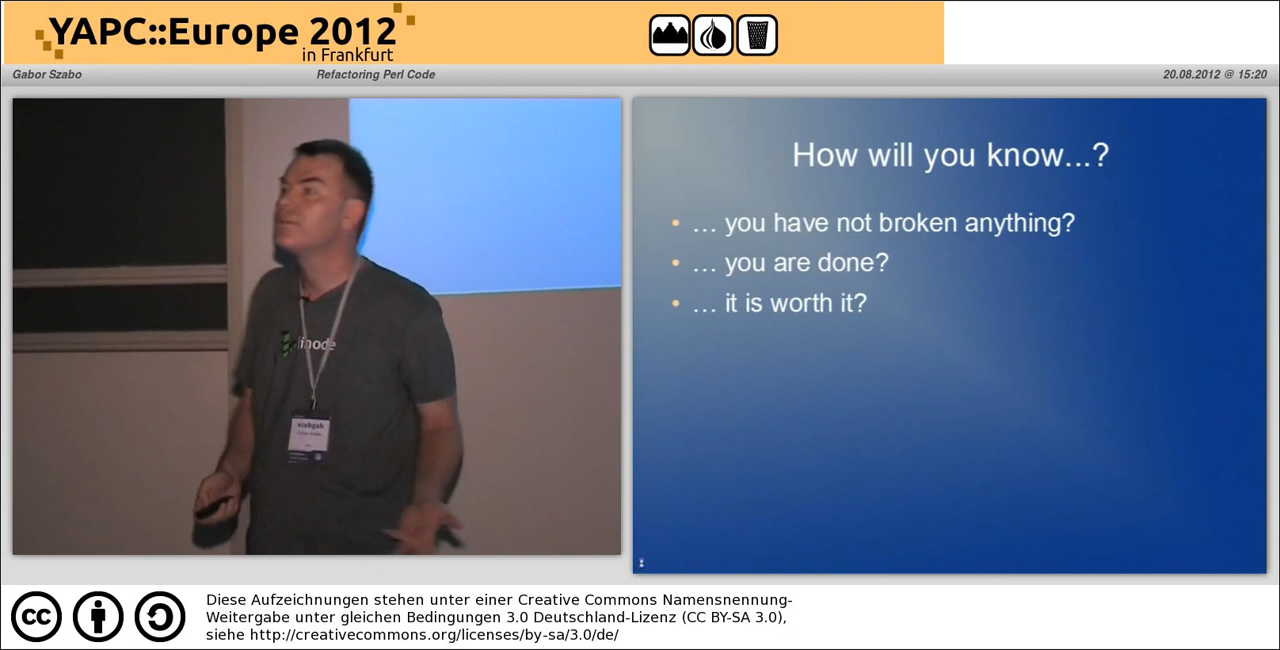 YAPC::Europe 2012
in Frankfurt
Gabor Szabo
Refactoring Perl Code
20.08.2012 @ 15:20
linode
szabgab
How will you know...?
• … you have not broken anything?
• … you are done?
• … it is worth it?
cc
Diese Aufzeichnungen stehen unter einer Creative Commons Namensnennung-
Weitergabe unter gleichen Bedingungen 3.0 Deutschland-Lizenz (CC BY-SA 3.0),
siehe http://creativecommons.org/licenses/by-sa/3.0/de/